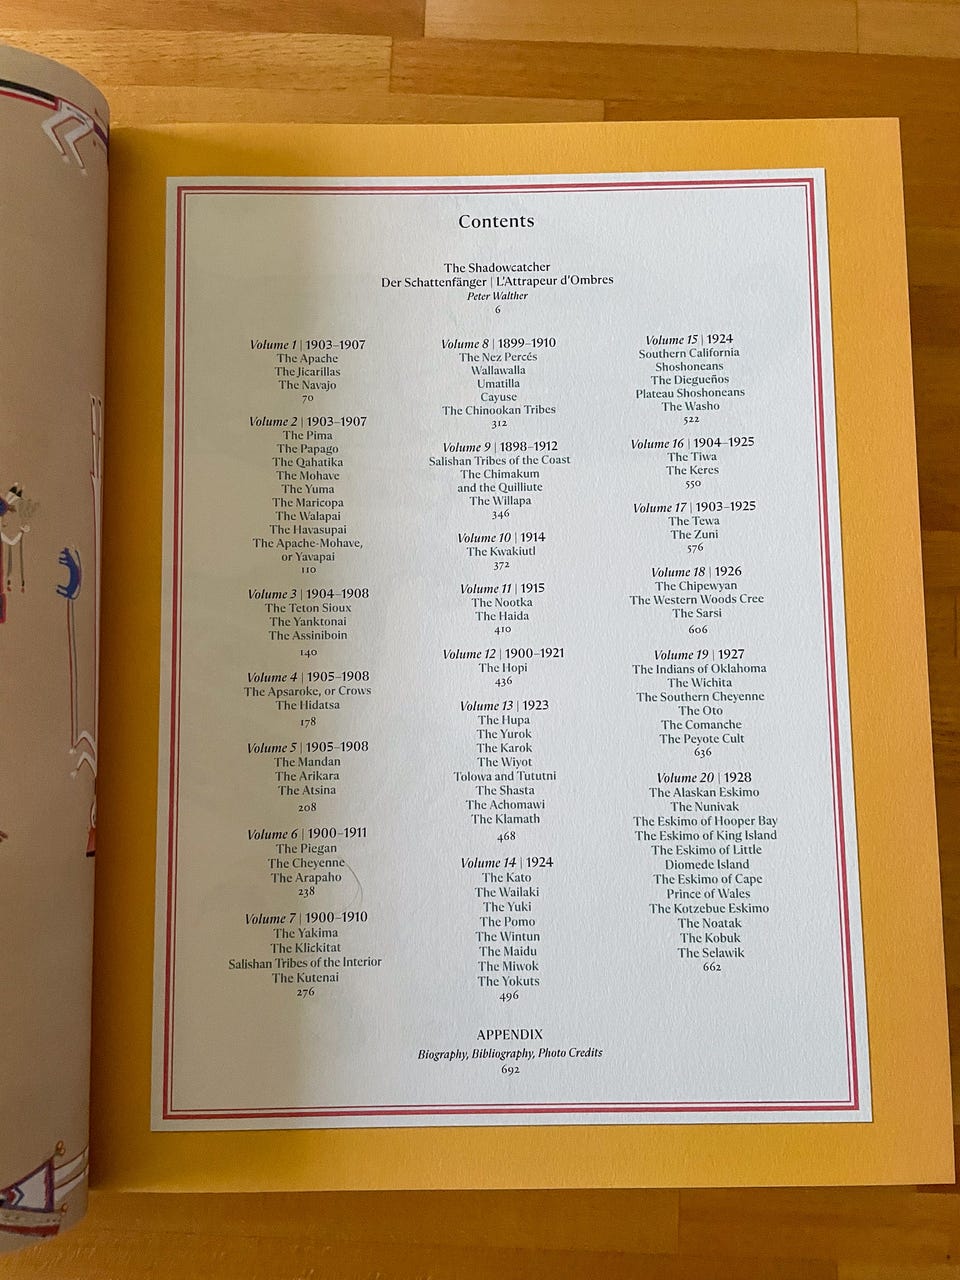 Contents
The Shadowcatcher
Der Schattenfänger | L'Attrapeur d'Ombres
Peter Walther
6
Volume 1 | 1903–1907
The Apache
The Jicarillas
The Navajo
70
Volume 2 | 1903–1907
The Pima
The Papago
The Qahatika
The Mohave
The Yuma
The Maricopa
The Walapai
The Havasupai
The Apache-Mohave,
or Yavapai
110
Volume 3 | 1904–1908
The Teton Sioux
The Yanktonai
The Assiniboin
140
Volume 4 | 1905–1908
The Apsaroke, or Crows
The Hidatsa
178
Volume 5 | 1905–1908
The Mandan
The Arikara
The Atsina
208
Volume 6 | 1900–1911
The Piegan
The Cheyenne
The Arapaho
238
Volume 7 | 1900–1910
The Yakima
The Klickitat
Salishan Tribes of the Interior
The Kutenai
276
Volume 8 | 1899–1910
The Nez Percés
Wallawalla
Umatilla
Cayuse
The Chinookan Tribes
312
Volume 9 | 1898–1912
Salishan Tribes of the Coast
The Chimakum
and the Quilliute
The Willapa
346
Volume 10 | 1914
The Kwakiutl
372
Volume 11 | 1915
The Nootka
The Haida
410
Volume 12 | 1900–1921
The Hopi
436
Volume 13 | 1923
The Hupa
The Yurok
The Karok
The Wiyot
Tolowa and Tututni
The Shasta
The Achomawi
The Klamath
468
Volume 14 | 1924
The Kato
The Wailaki
The Yuki
The Pomo
The Wintun
The Maidu
The Miwok
The Yokuts
496
Volume 15 | 1924
Southern California
Shoshoneans
The Diegueños
Plateau Shoshoneans
The Washo
522
Volume 16 | 1904–1925
The Tiwa
The Keres
550
Volume 17 | 1903–1925
The Tewa
The Zuni
576
Volume 18 | 1926
The Chipewyan
The Western Woods Cree
The Sarsi
606
Volume 19 | 1927
The Indians of Oklahoma
The Wichita
The Southern Cheyenne
The Oto
The Comanche
The Peyote Cult
636
Volume 20 | 1928
The Alaskan Eskimo
The Nunivak
The Eskimo of Hooper Bay
The Eskimo of King Island
The Eskimo of Little
Diomede Island
The Eskimo of Cape
Prince of Wales
The Kotzebue Eskimo
The Noatak
The Kobuk
The Selawik
662
APPENDIX
Biography, Bibliography, Photo Credits
692